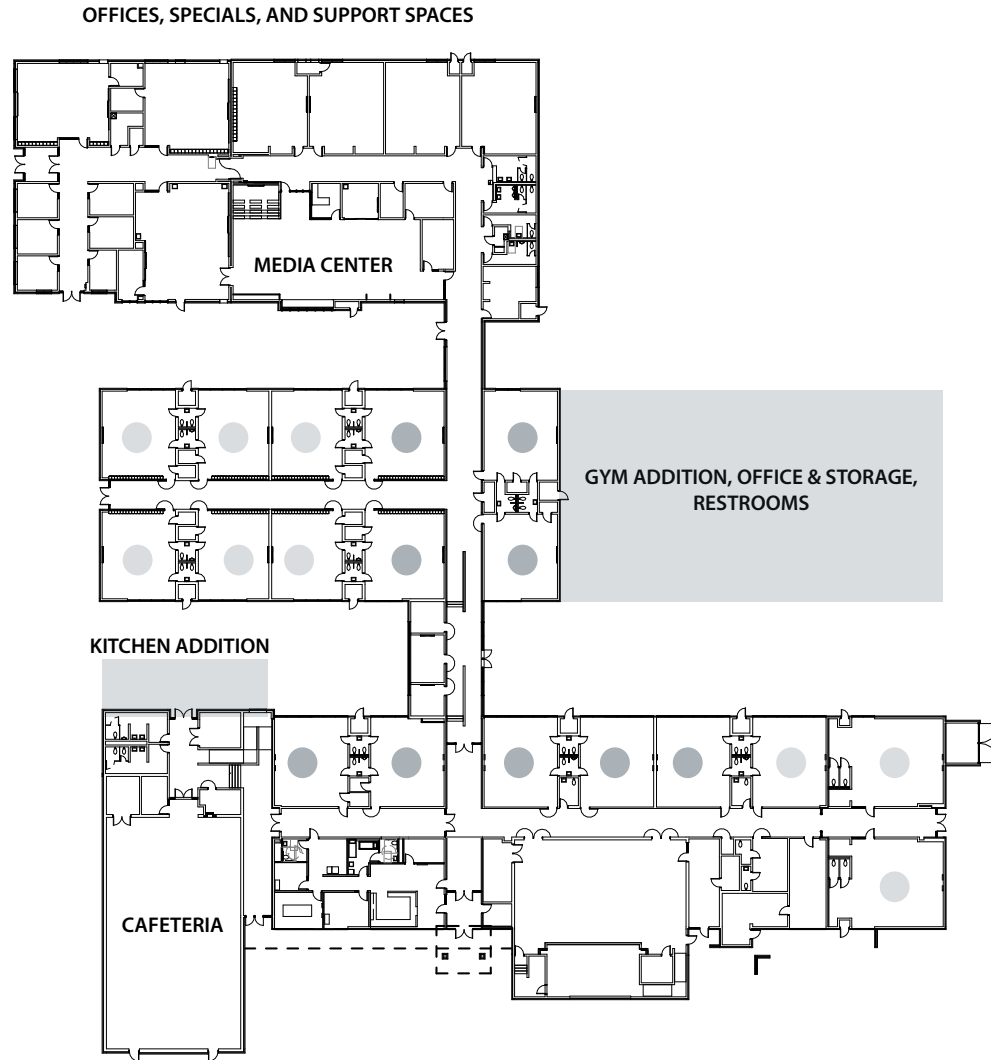 OFFICES, SPECIALS, AND SUPPORT SPACES
MEDIA CENTER
GYM ADDITION, OFFICE & STORAGE,
RESTROOMS
KITCHEN ADDITION
CAFETERIA